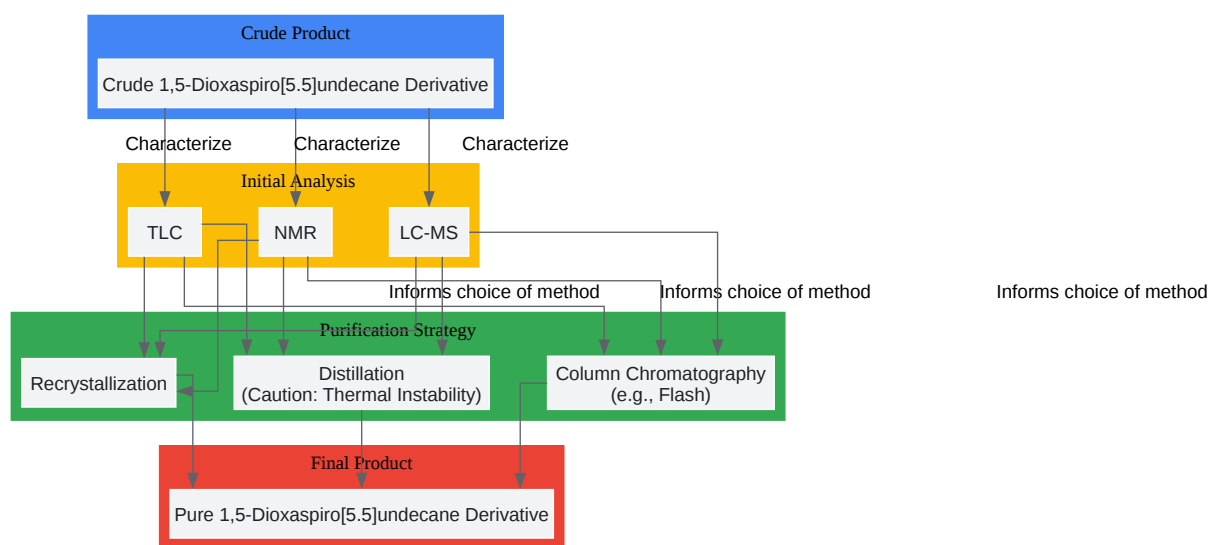 Crude Product
Crude 1,5-Dioxaspiro[5.5]undecane Derivative
Characterize
Characterize
Characterize
Initial Analysis
TLC
NMR
LC-MS
Informs choice of method
Informs choice of method
Informs choice of method
Purification Strategy
Recrystallization
Distillation
(Caution: Thermal Instability)
Column Chromatography
(e.g., Flash)
Final Product
Pure 1,5-Dioxaspiro[5.5]undecane Derivative